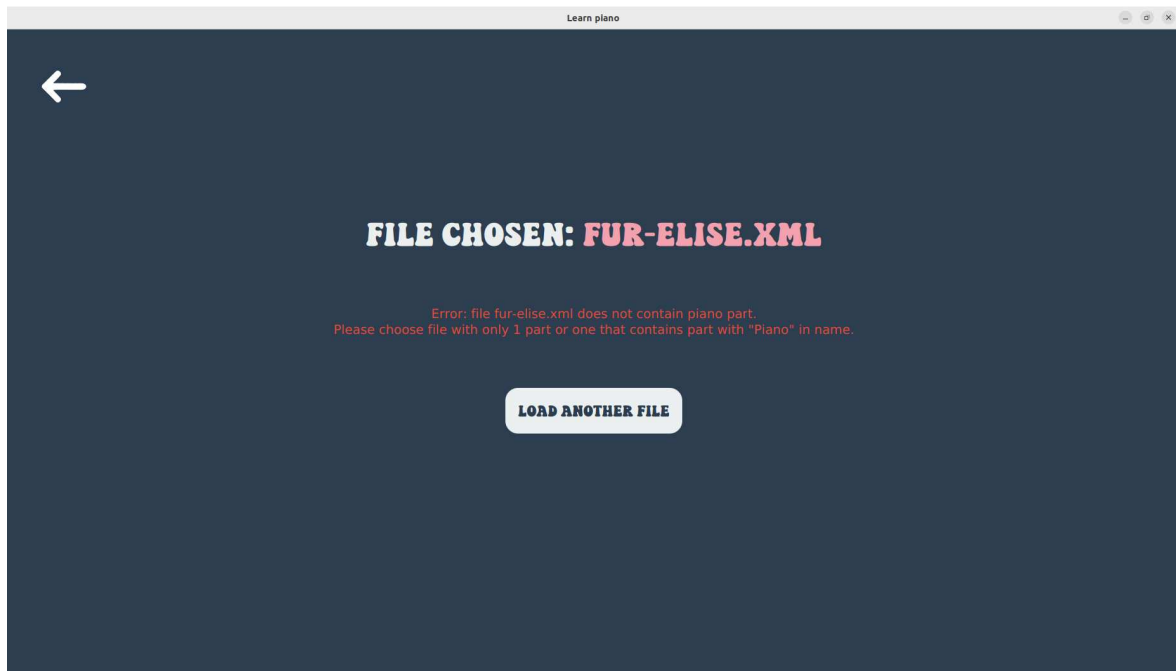 Learn piano
FILE CHOSEN: FUR-ELISE.XML
Error: file fur-elise.xml does not contain piano part.
Please choose file with only 1 part or one that contains part with "Piano" in name.
LOAD ANOTHER FILE